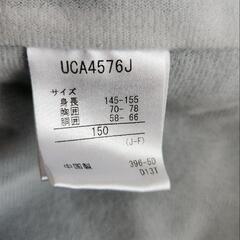 UCA4576J
サイズ
身長 145-155
胸囲 70-78
胴囲 58-66
150
(J-F)
中国製
396-5D
D131